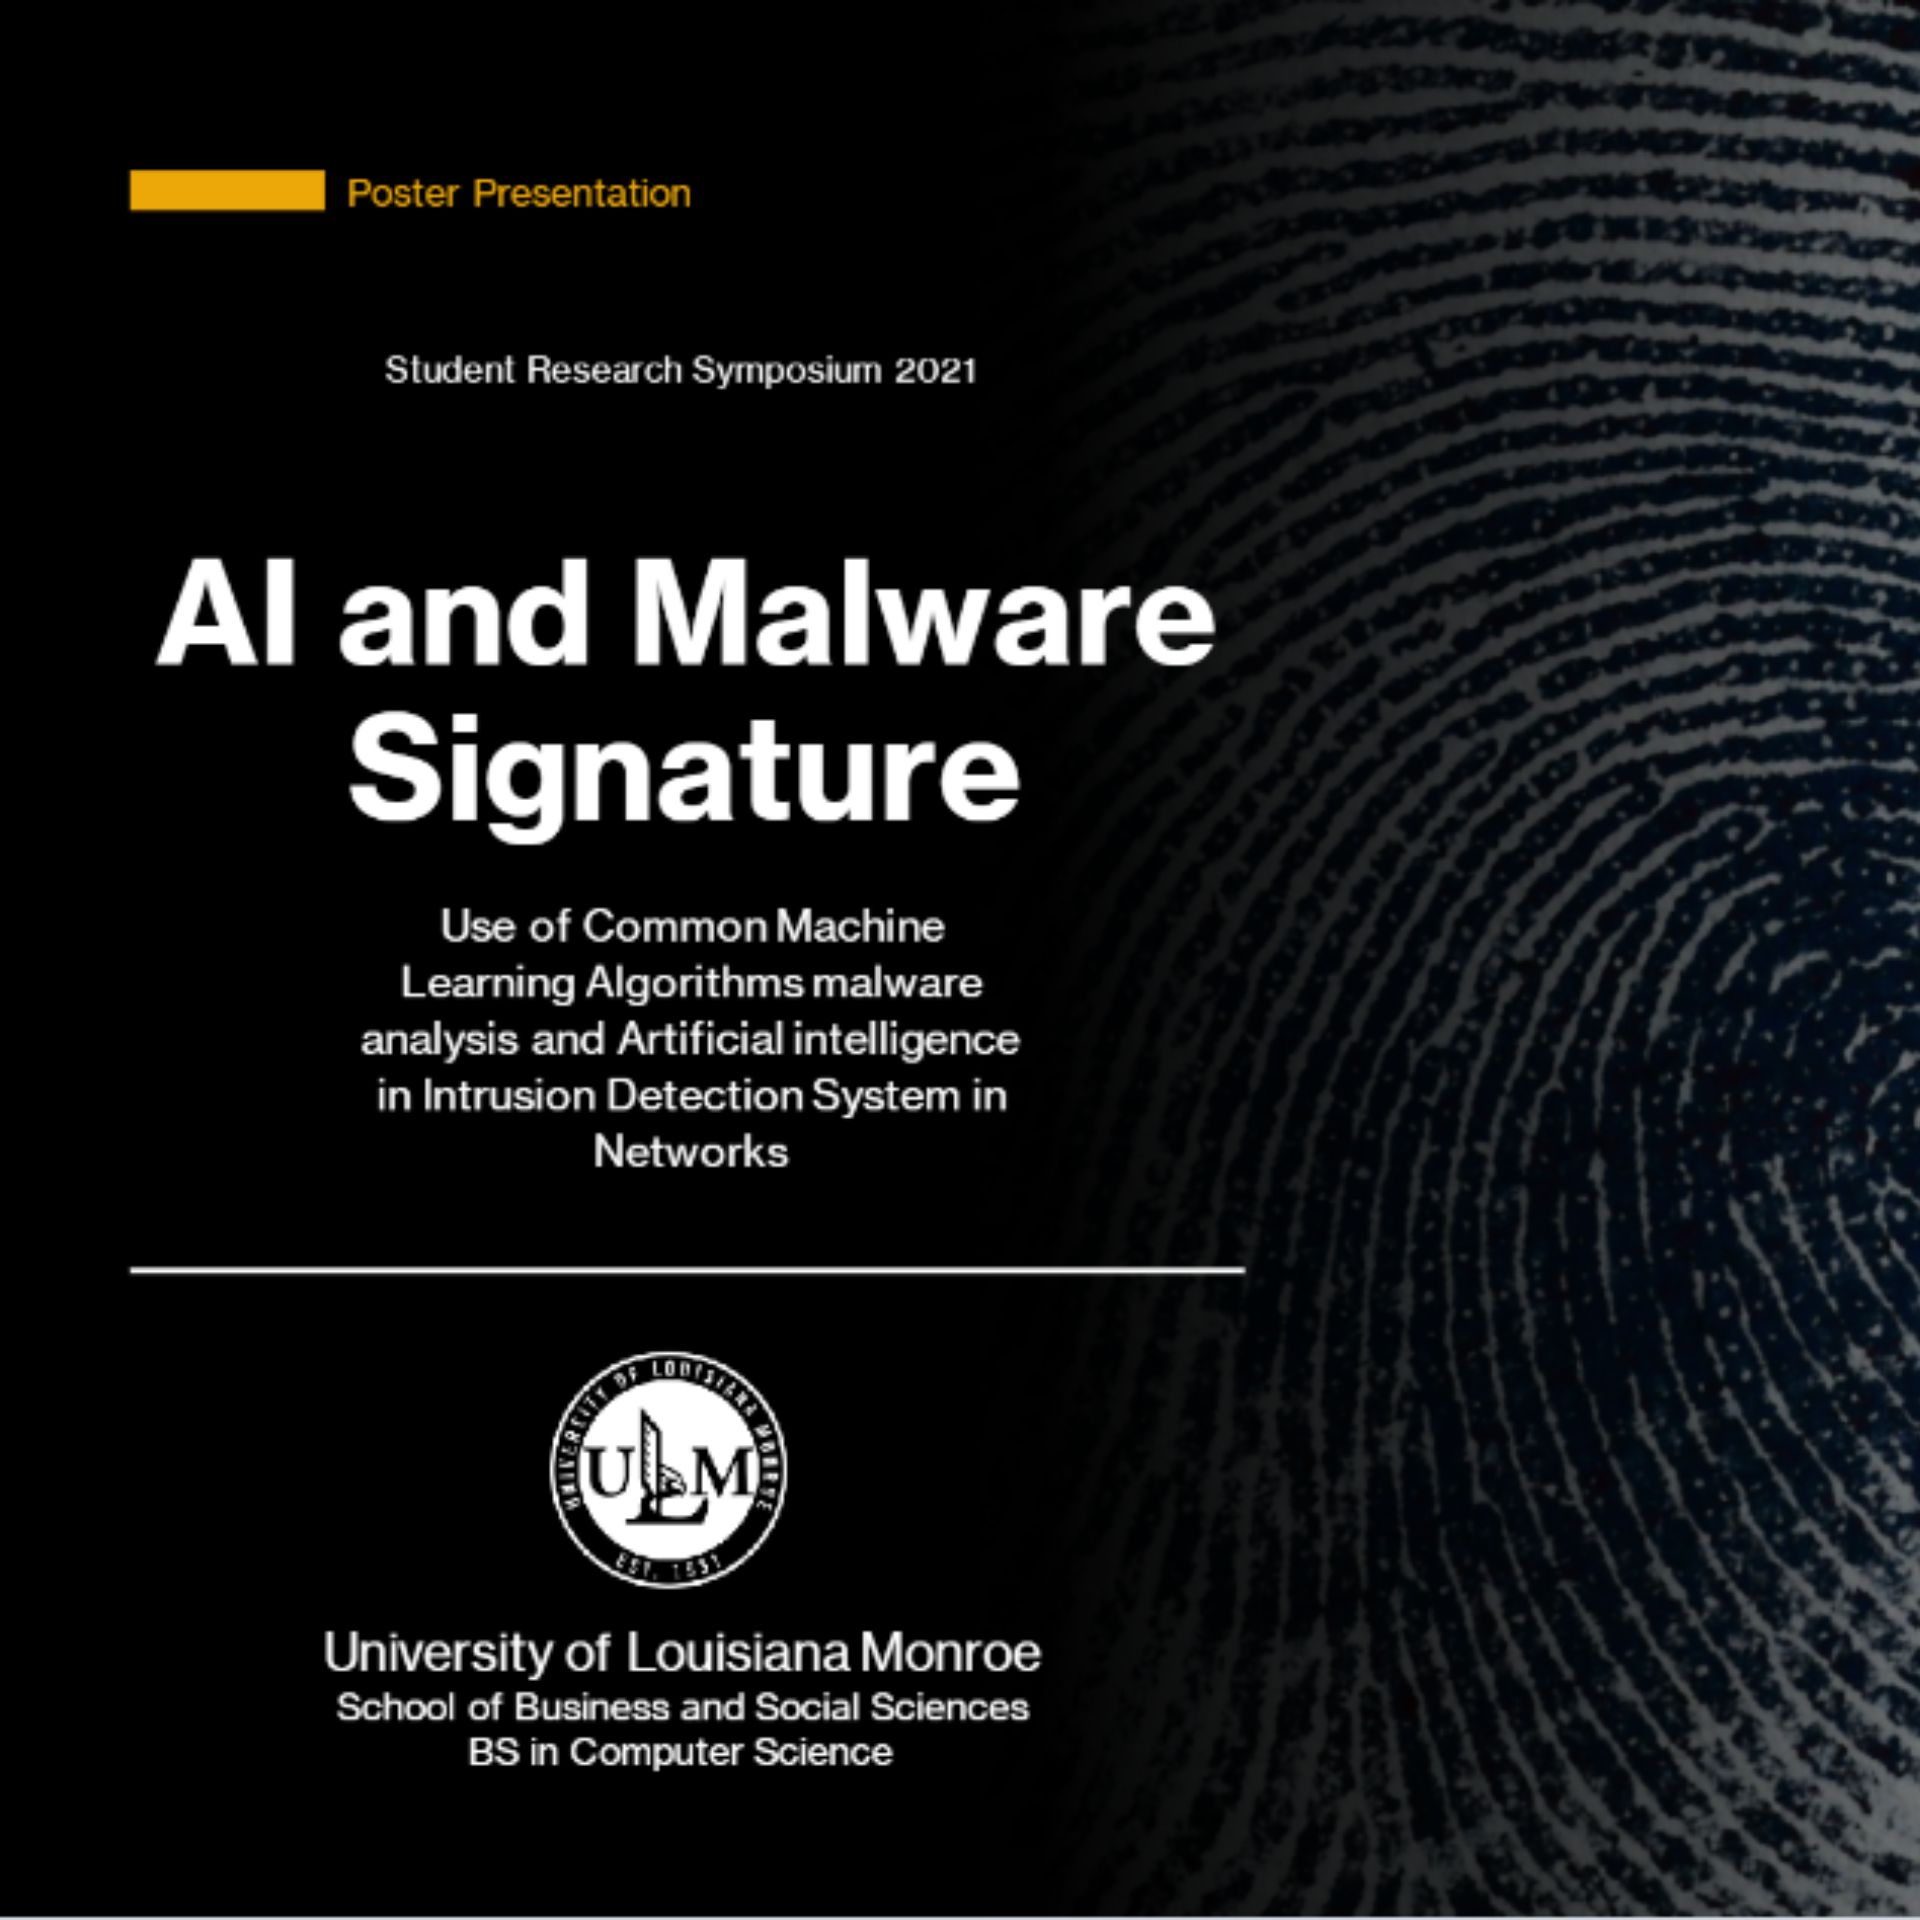 Poster Presentation
Student Research Symposium 2021
AI and Malware
Signature
Use of Common Machine
Learning Algorithms malware
analysis and Artificial intelligence
in Intrusion Detection System in
Networks
UNIVERSITY OF LOUISIANA MONROE
ULM
EST. 1931
University of Louisiana Monroe
School of Business and Social Sciences
BS in Computer Science